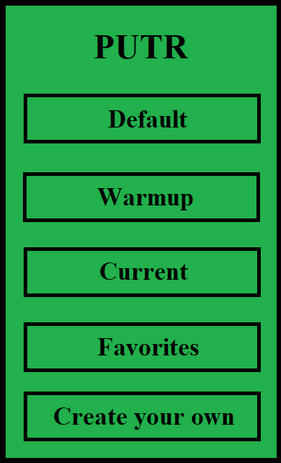 PUTR
Default
Warmup
Current
Favorites
Create your own